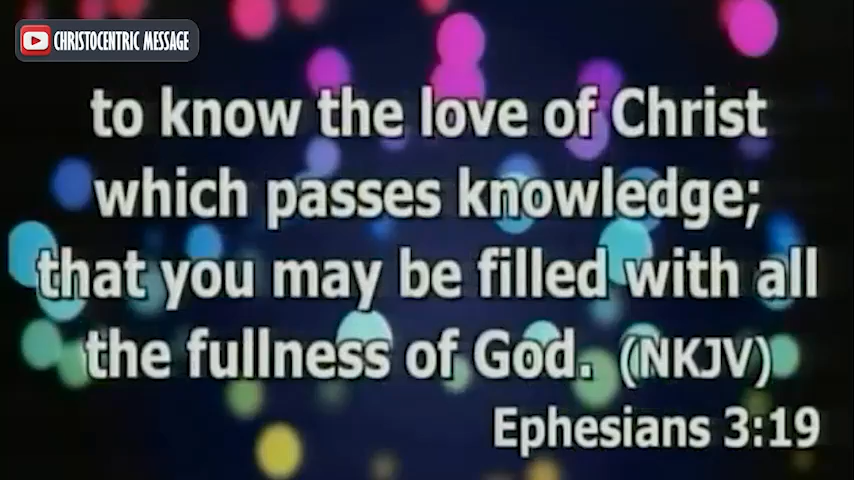 CHRISTOCENTRIC MESSAGE
to know the love of Christ
which passes knowledge;
that you may be filled with all
the fullness of God. (NKJV)
Ephesians 3:19